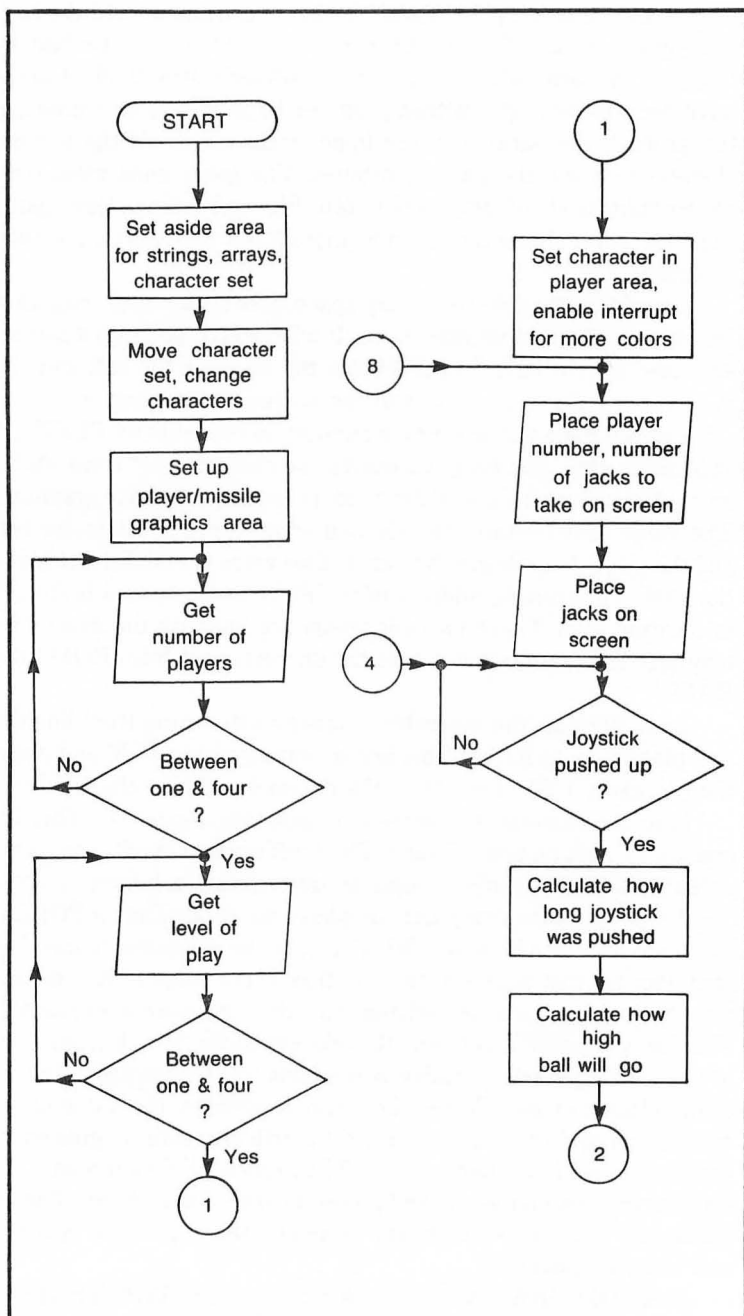 START
Set aside area
for strings, arrays,
character set
Move character
set, change
characters
Set up
player/missile
graphics area
Get
number of
players
No
Between
one & four
?
Yes
Get
level of
play
No
Between
one & four
?
Yes
1
1
Set character in
player area,
enable interrupt
for more colors
8
Place player
number, number
of jacks to
take on screen
Place
jacks on
screen
4
No
Joystick
pushed up
?
Yes
Calculate how
long joystick
was pushed
Calculate how
high
ball will go
2